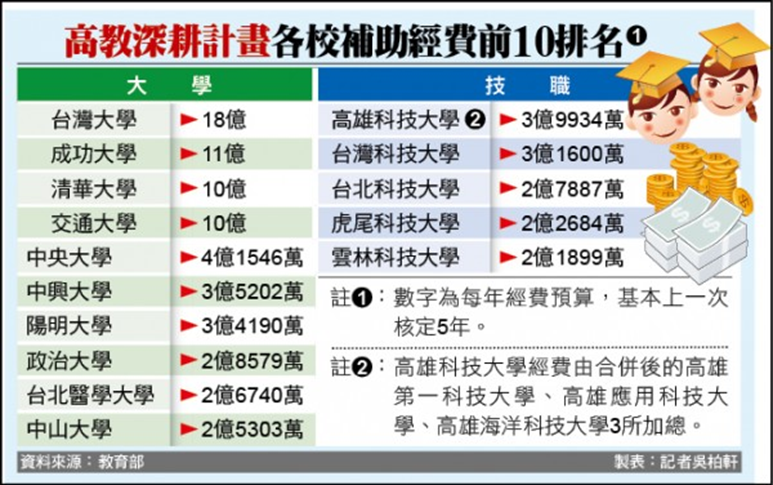 高教深耕計畫各校補助經費前10排名❶
大 學
台灣大學 ►18億
成功大學 ►11億
清華大學 ►10億
交通大學 ►10億
中央大學 ►4億1546萬
中興大學 ►3億5202萬
陽明大學 ►3億4190萬
政治大學 ►2億8579萬
台北醫學大學 ►2億6740萬
中山大學 ►2億5303萬
技 職
高雄科技大學❷ ►3億9934萬
台灣科技大學 ►3億1600萬
台北科技大學 ►2億7887萬
虎尾科技大學 ►2億2684萬
雲林科技大學 ►2億1899萬
註❶：數字為每年經費預算，基本上一次
核定5年。
註❷：高雄科技大學經費由合併後的高雄
第一科技大學、高雄應用科技大
學、高雄海洋科技大學3所加總。
資料來源：教育部
製表：記者吳柏軒